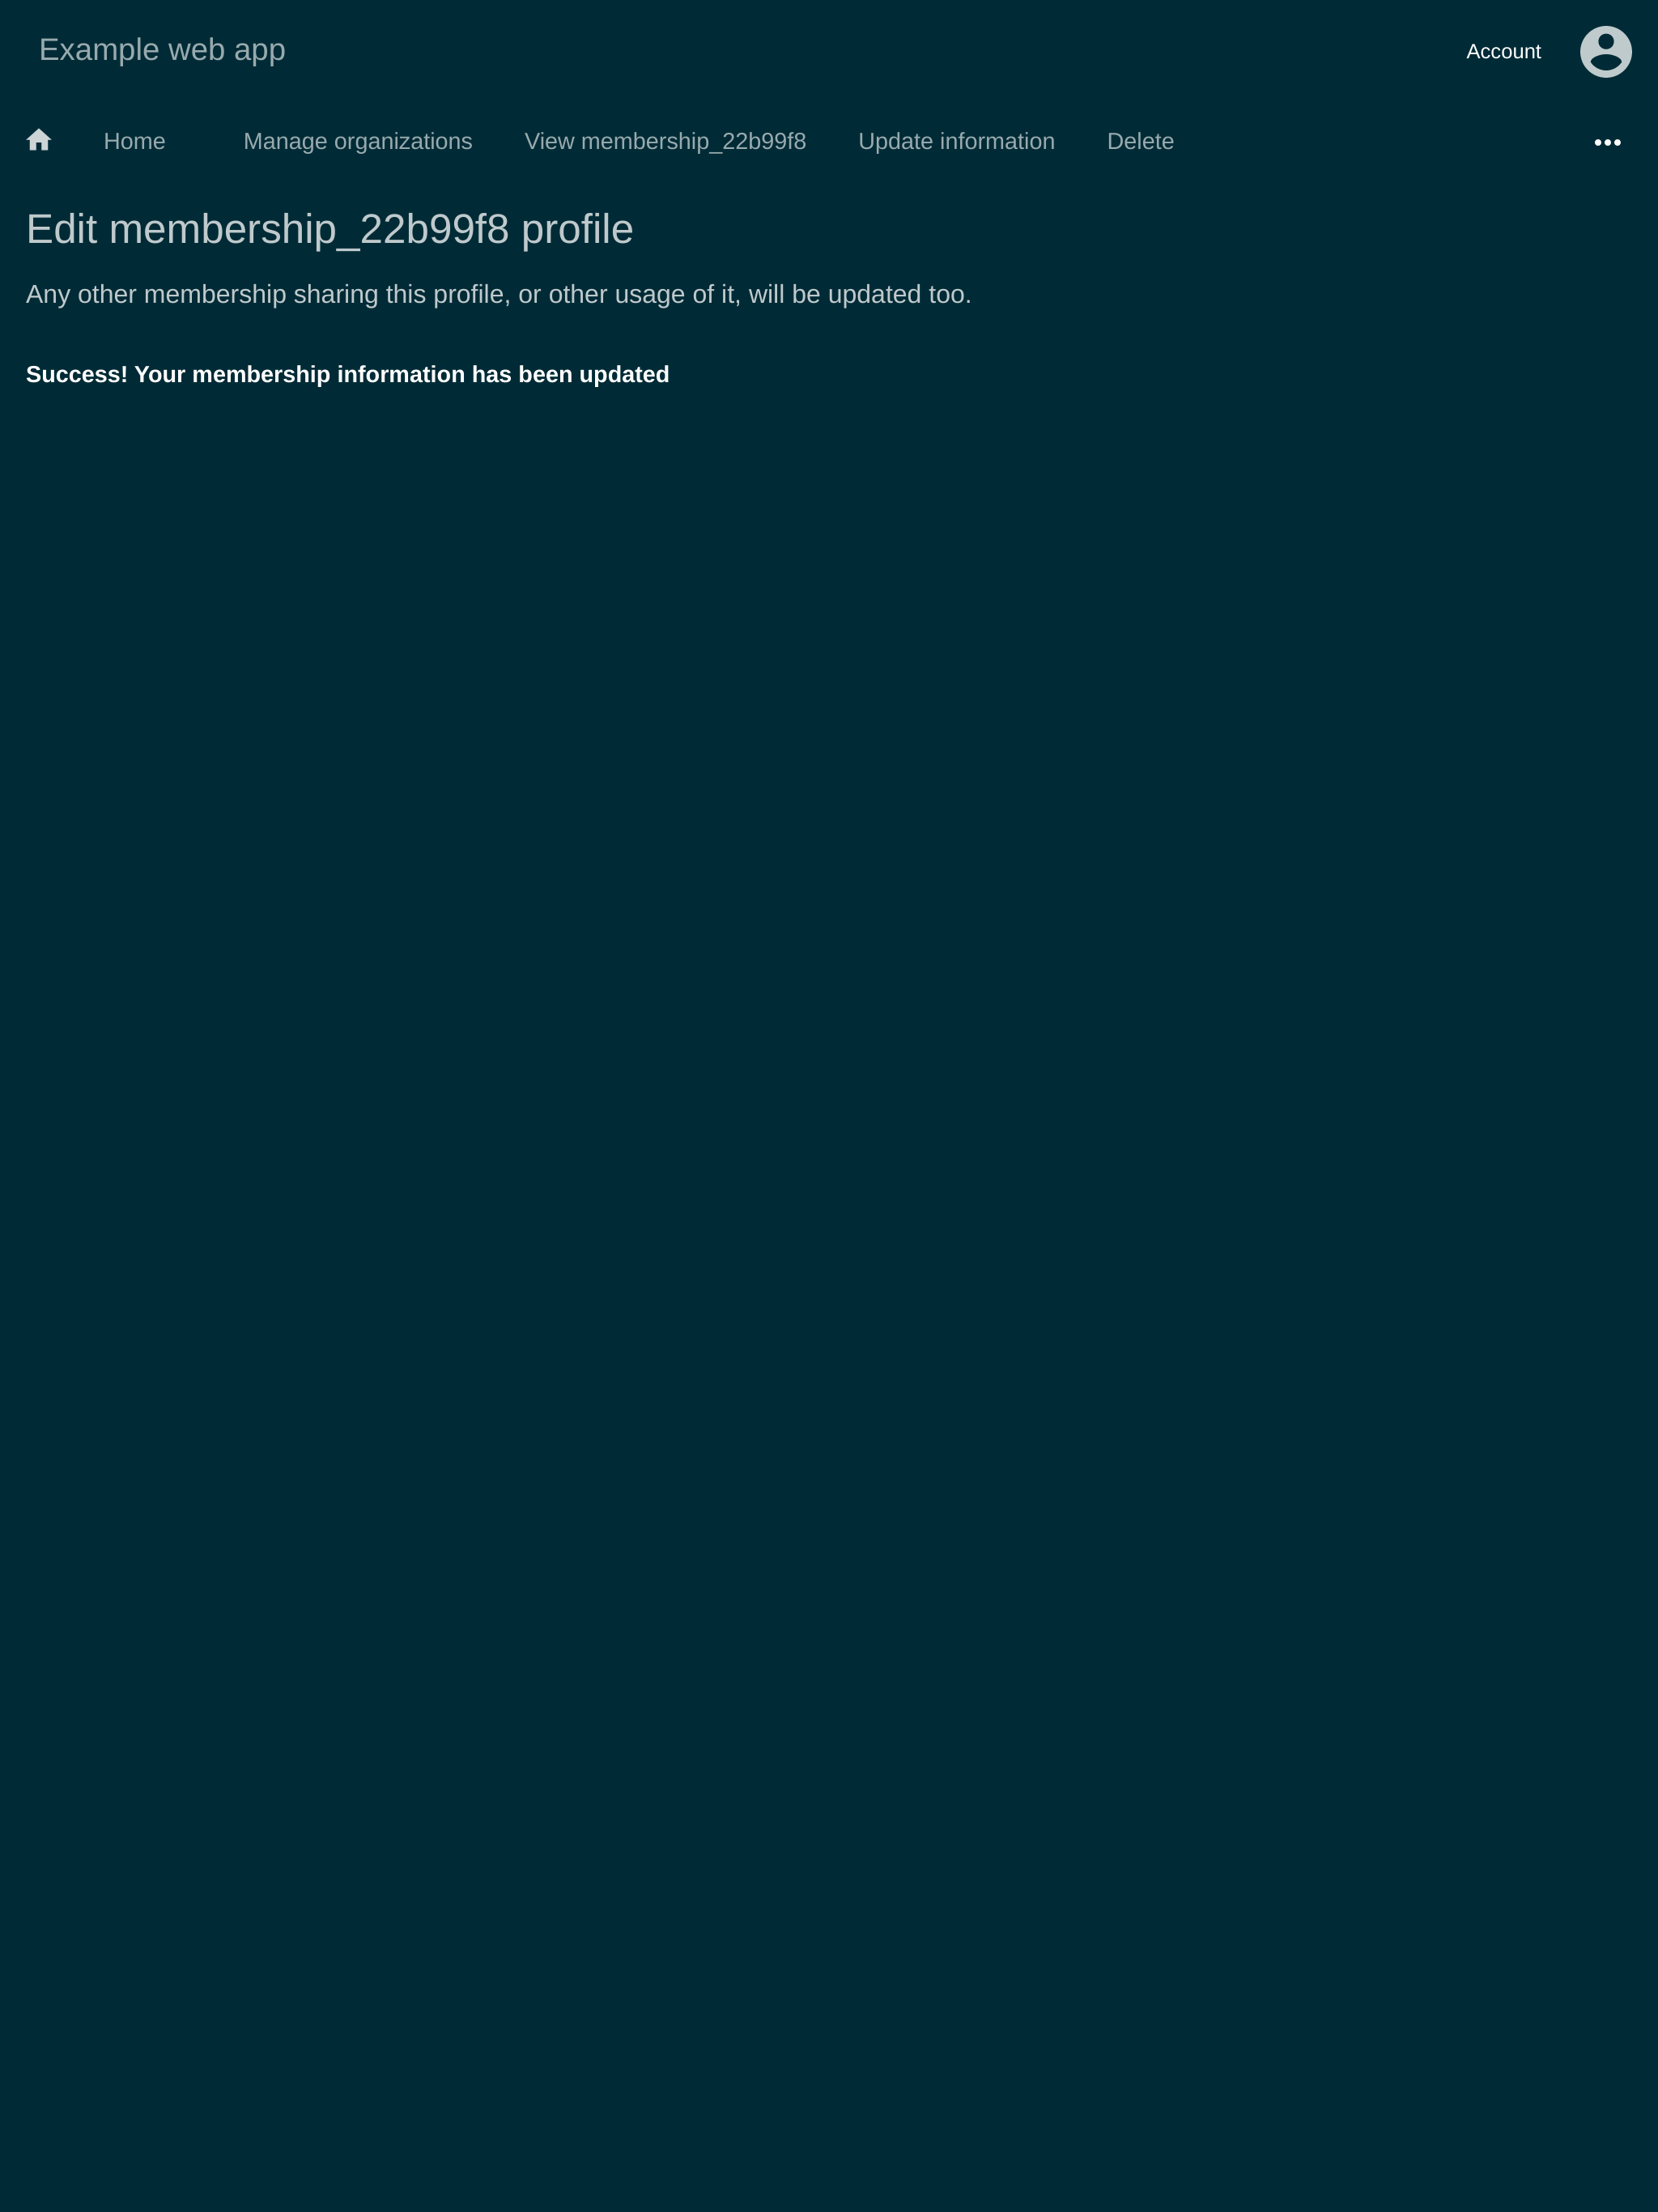 Example web app
Account
Home
Manage organizations
View membership_22b99f8
Update information
Delete
Edit membership_22b99f8 profile
Any other membership sharing this profile, or other usage of it, will be updated too.
Success! Your membership information has been updated